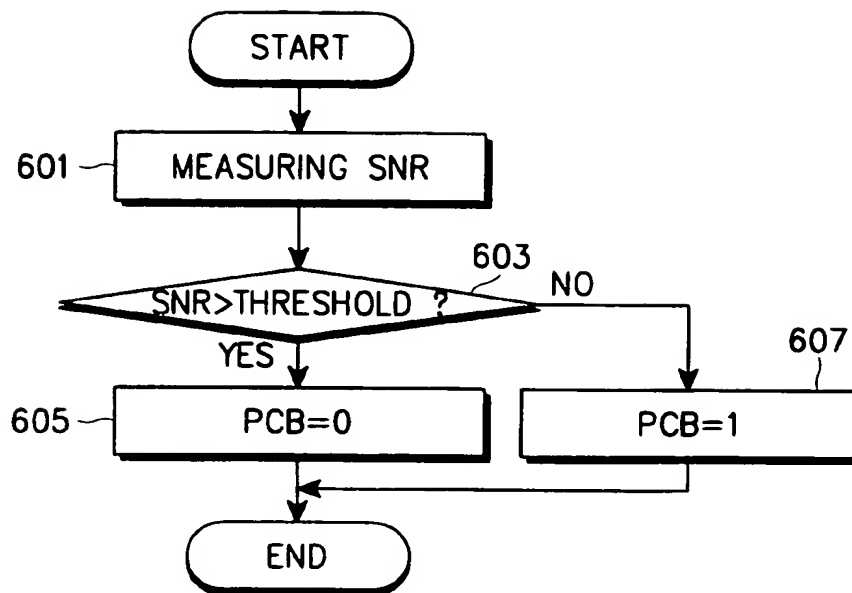 START
601
MEASURING SNR
603
SNR>THRESHOLD ?
NO
YES
607
605
PCB=0
PCB=1
END